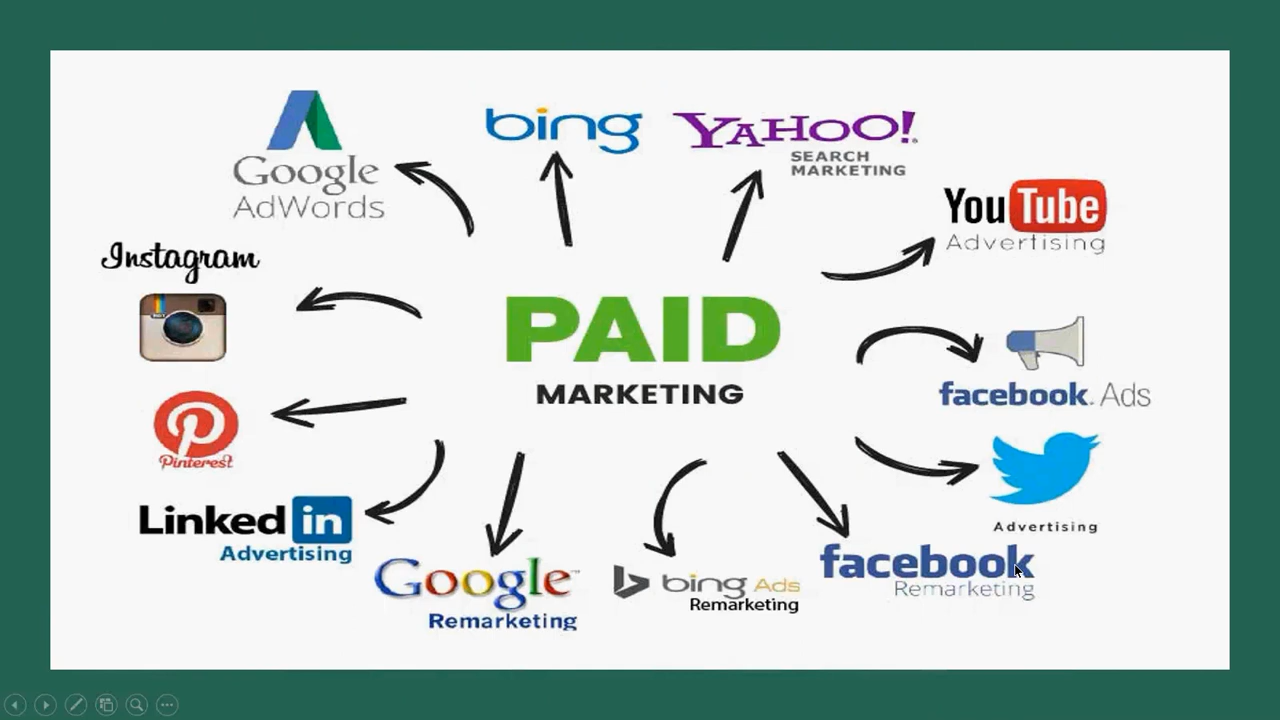 Google
AdWords
bing
YAHOO!
SEARCH
MARKETING
You Tube
Advertising
Instagram
PAID
MARKETING
facebook Ads
Pinterest
Advertising
Linked in
Advertising
Google™
Remarketing
bing Ads
Remarketing
facebook
Remarketing